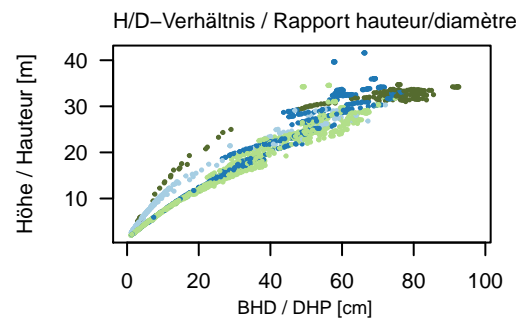 H/D−Verhältnis / Rapport hauteur/diamètre
Höhe / Hauteur [m]
40
30
20
10
0 20 40 60 80 100
BHD / DHP [cm]